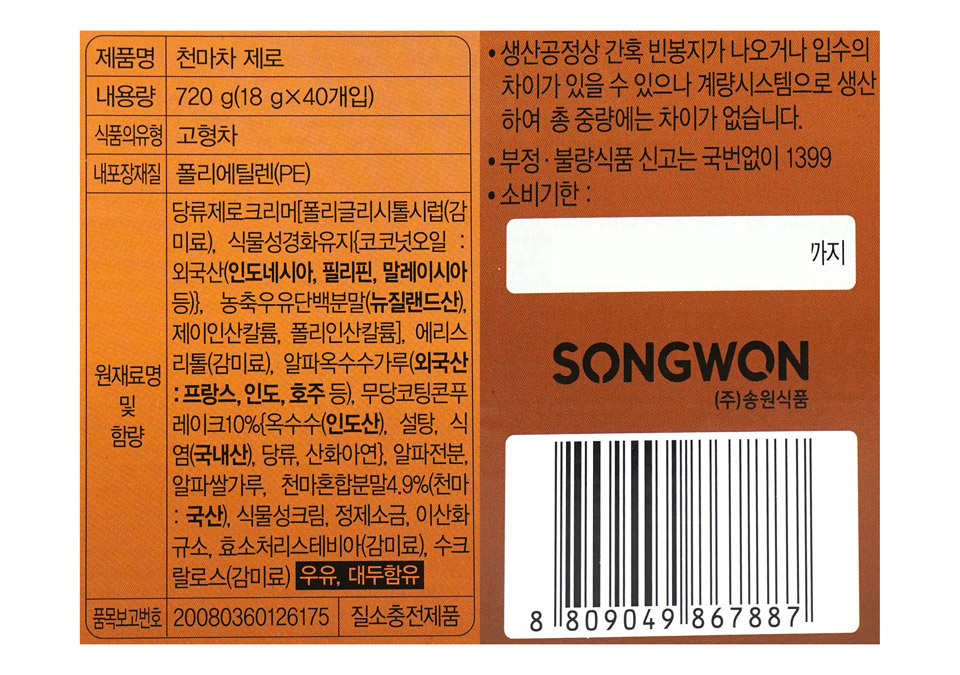 제품명 천마차 제로
내용량 720 g(18 g×40개입)
식품의유형 고형차
내포장재질 폴리에틸렌(PE)
원재료명
및
함량
당류제로크리머[폴리글리시톨시럽(감
미료), 식물성경화유지{코코넛오일 :
외국산(인도네시아, 필리핀, 말레이시아
등)}, 농축우유단백분말(뉴질랜드산),
제이인산칼륨, 폴리인산칼륨], 에리스
리톨(감미료), 알파옥수수가루(외국산
: 프랑스, 인도, 호주 등), 무당코팅콘푸
레이크10%{옥수수(인도산), 설탕, 식
염(국내산), 당류, 산화아연}, 알파전분,
알파쌀가루, 천마혼합분말4.9%(천마
: 국산), 식물성크림, 정제소금, 이산화
규소, 효소처리스테비아(감미료), 수크
랄로스(감미료) 우유, 대두함유
품목보고번호 20080360126175 질소충전제품
• 생산공정상 간혹 빈봉지가 나오거나 입수의
차이가 있을 수 있으나 계량시스템으로 생산
하여 총 중량에는 차이가 없습니다.
• 부정·불량식품 신고는 국번없이 1399
• 소비기한 :
까지
SONGWON
(주)송원식품
8 809049 867887